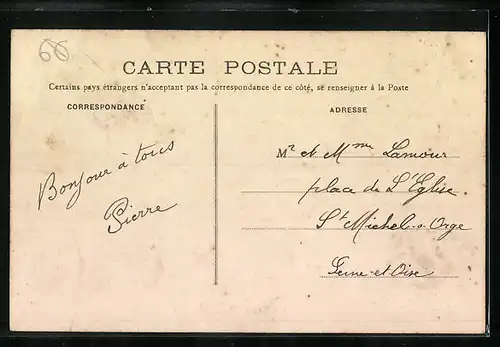 60
CARTE POSTALE
Certains pays étrangers n'acceptant pas la correspondance de ce côté, se renseigner à la Poste
CORRESPONDANCE
ADRESSE
Bonjour à tous
Pierre
Mr et Mme Lamour
place de L'Eglise.
St Michel-s-Orge
Seine-et-Oise